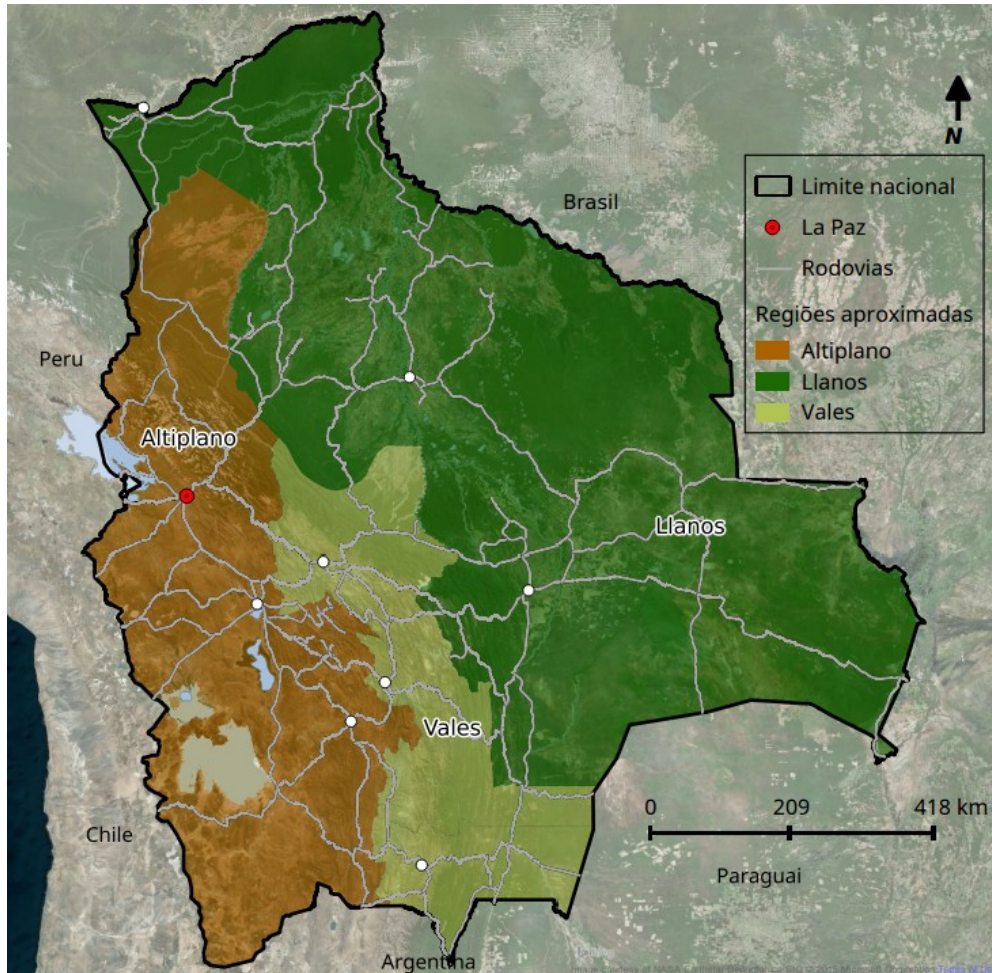 N
Brasil
Limite nacional
La Paz
Rodovias
Regiões aproximadas
Altiplano
Llanos
Vales
Peru
Altiplano
Llanos
Vales
0 209 418 km
Chile
Paraguai
Argentina